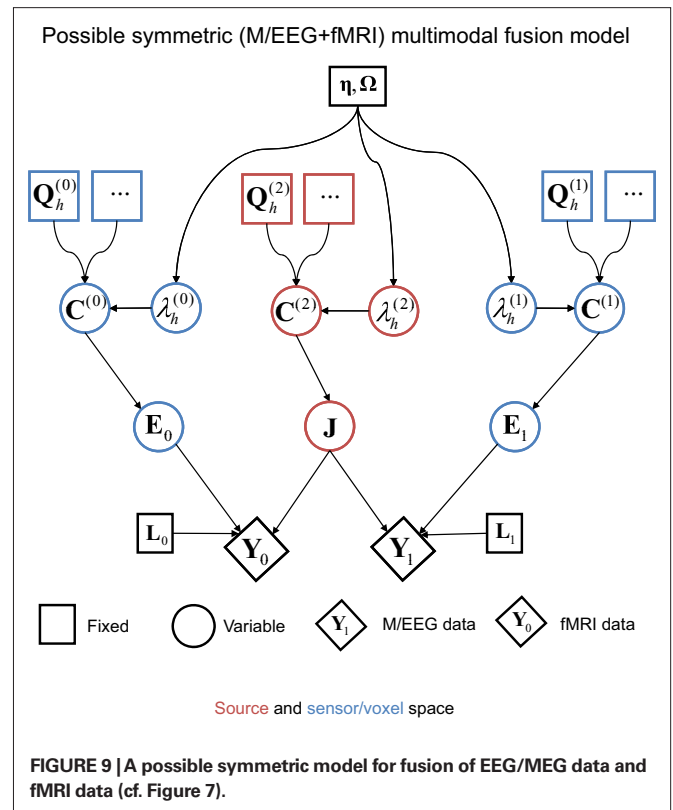 Possible symmetric (M/EEG+fMRI) multimodal fusion model
η, Ω
Q_h^(0) ... Q_h^(2) ... Q_h^(1) ...
C^(0) λ_h^(0) C^(2) λ_h^(2) λ_h^(1) C^(1)
E_0 J E_1
L_0 Y_0 Y_1 L_1
Fixed Variable Y_1 M/EEG data Y_0 fMRI data
Source and sensor/voxel space
FIGURE 9 | A possible symmetric model for fusion of EEG/MEG data and
fMRI data (cf. Figure 7).